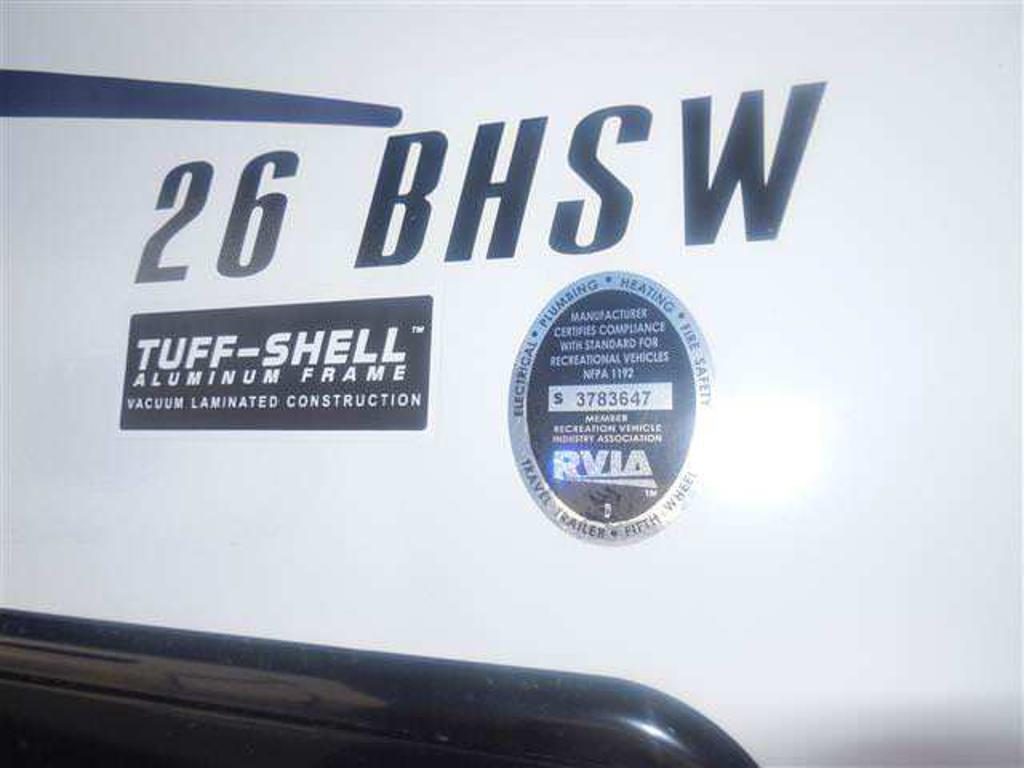 26 BHSW
TUFF-SHELL™
ALUMINUM FRAME
VACUUM LAMINATED CONSTRUCTION
ELECTRICAL • PLUMBING • HEATING • FIRE-SAFETY
MANUFACTURER
CERTIFIES COMPLIANCE
WITH STANDARD FOR
RECREATIONAL VEHICLES
NFPA 1192
S 3783647
MEMBER
RECREATION VEHICLE
INDUSTRY ASSOCIATION
RVIA
TM
D
TRAVEL TRAILER • FIFTH WHEEL